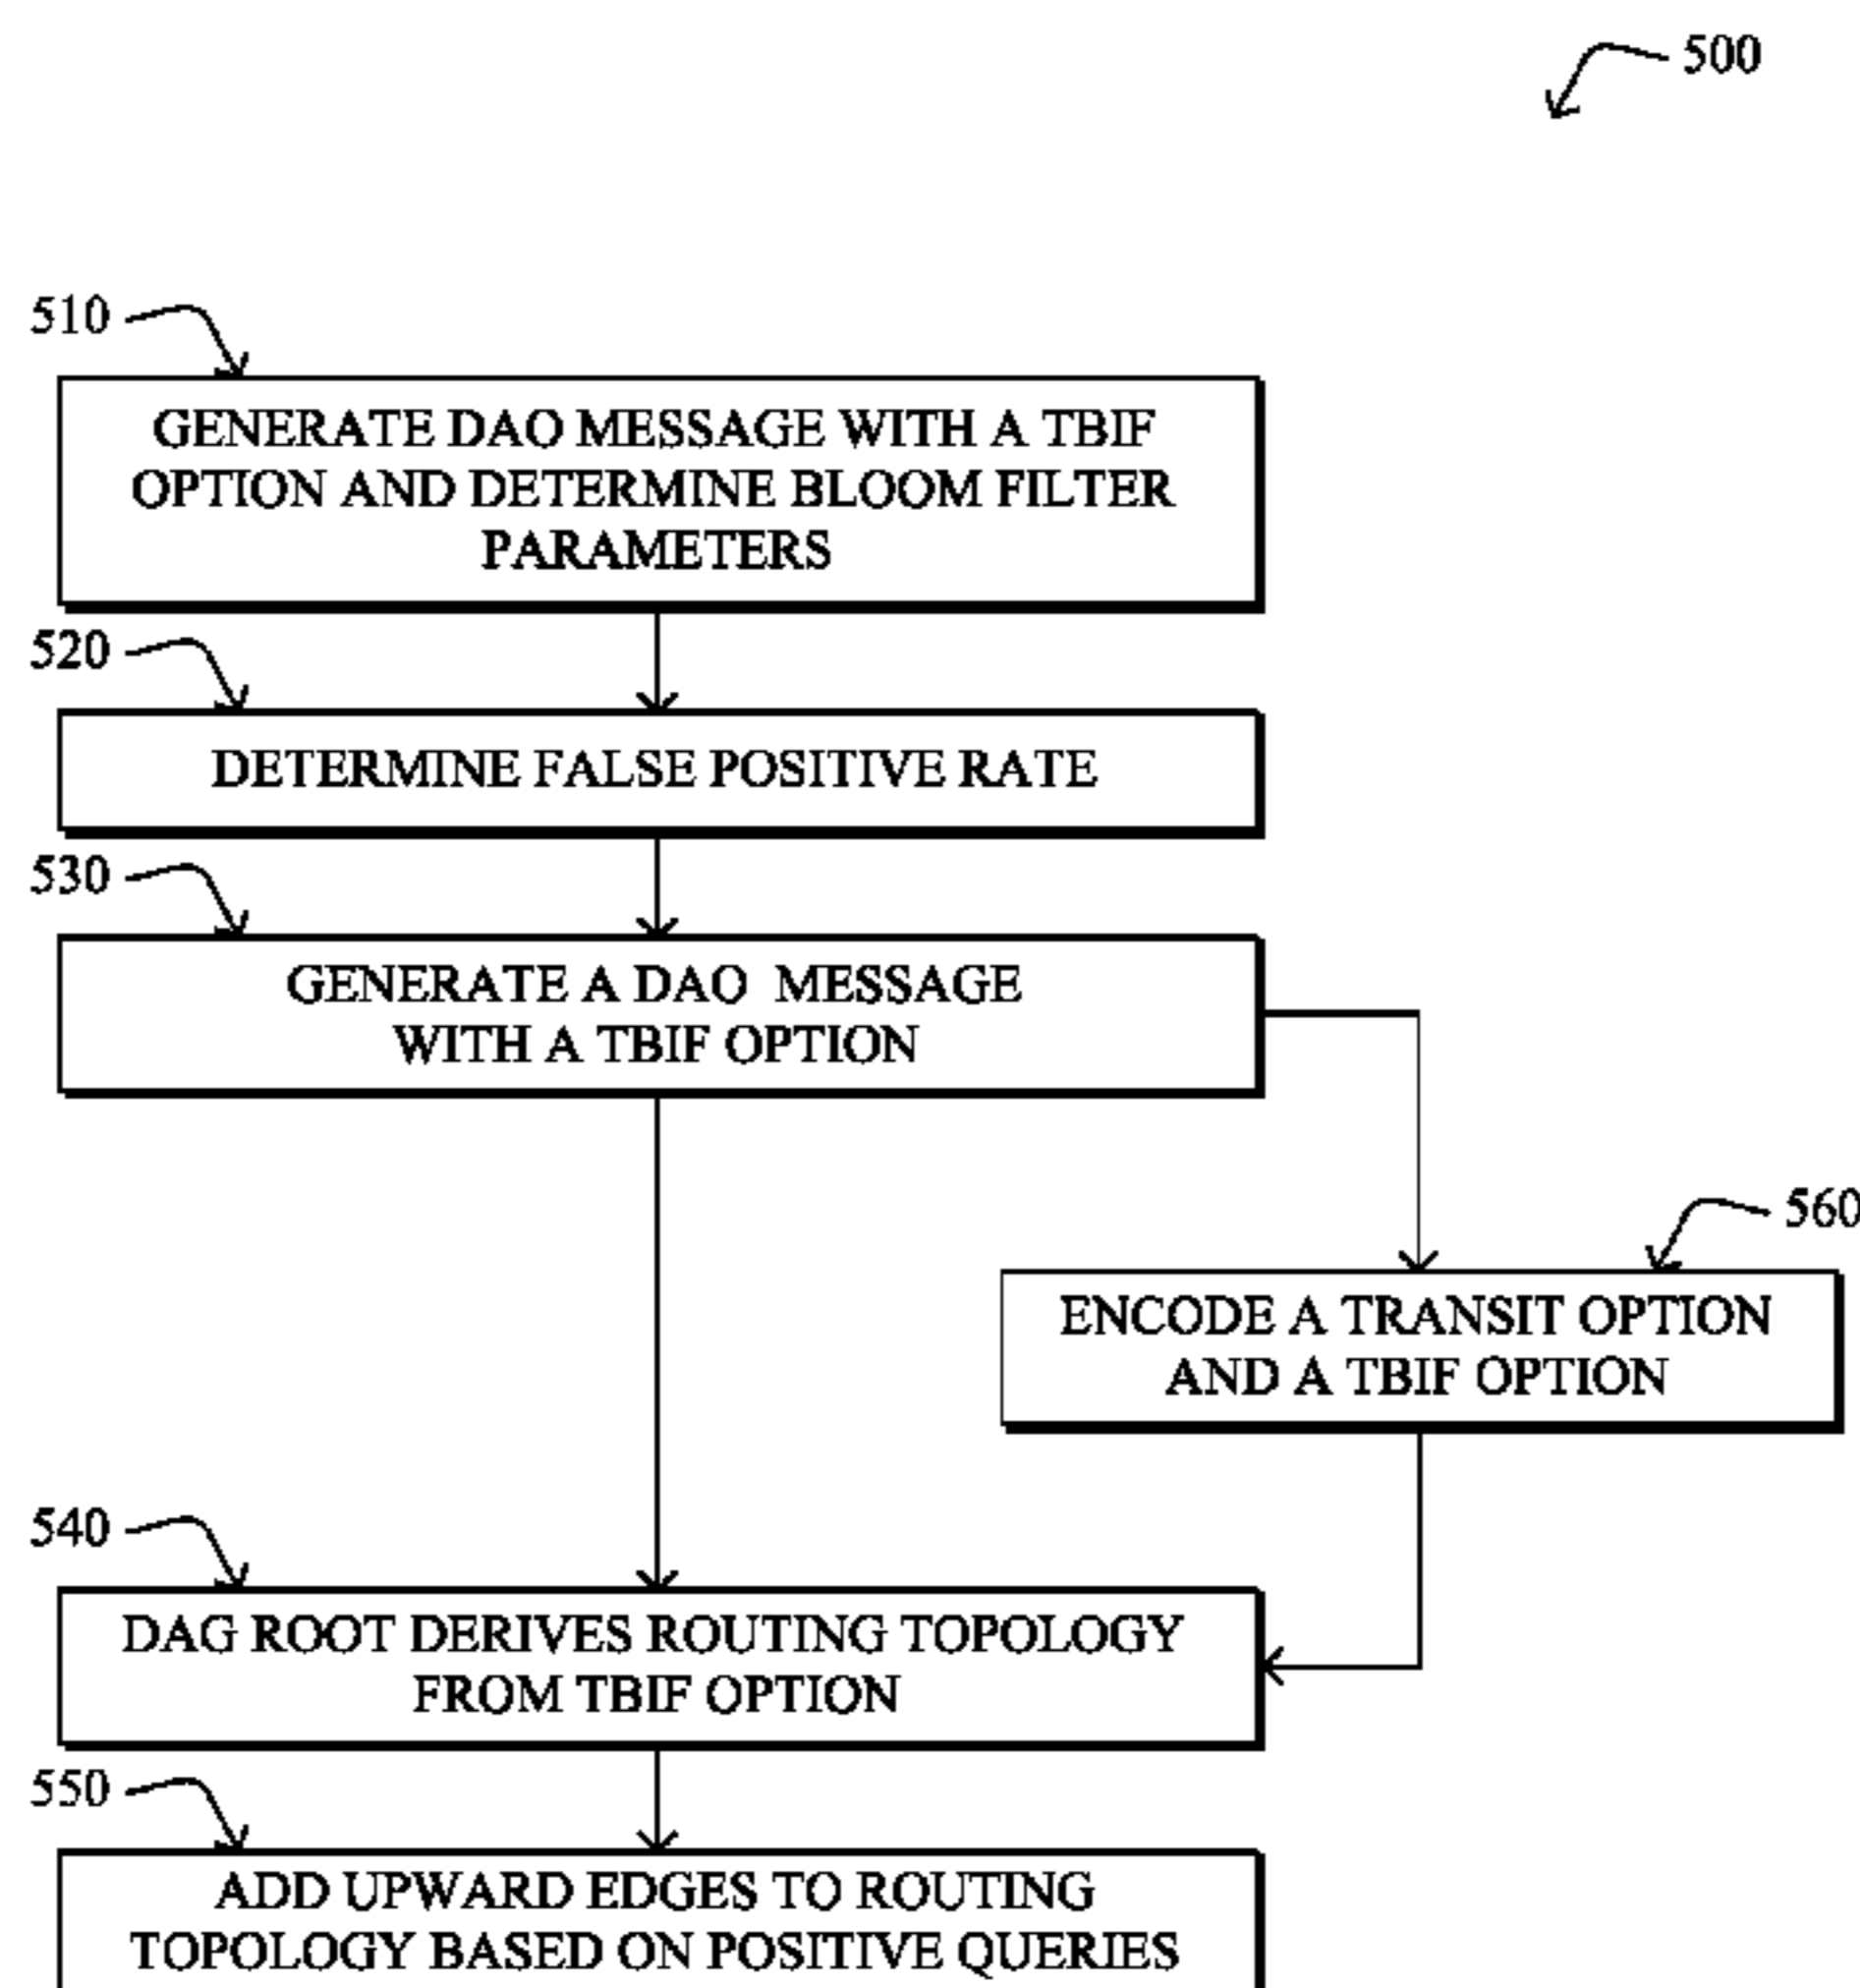 500
510
GENERATE DAO MESSAGE WITH A TBIF
OPTION AND DETERMINE BLOOM FILTER
PARAMETERS
520
DETERMINE FALSE POSITIVE RATE
530
GENERATE A DAO MESSAGE
WITH A TBIF OPTION
560
ENCODE A TRANSIT OPTION
AND A TBIF OPTION
540
DAG ROOT DERIVES ROUTING TOPOLOGY
FROM TBIF OPTION
550
ADD UPWARD EDGES TO ROUTING
TOPOLOGY BASED ON POSITIVE QUERIES